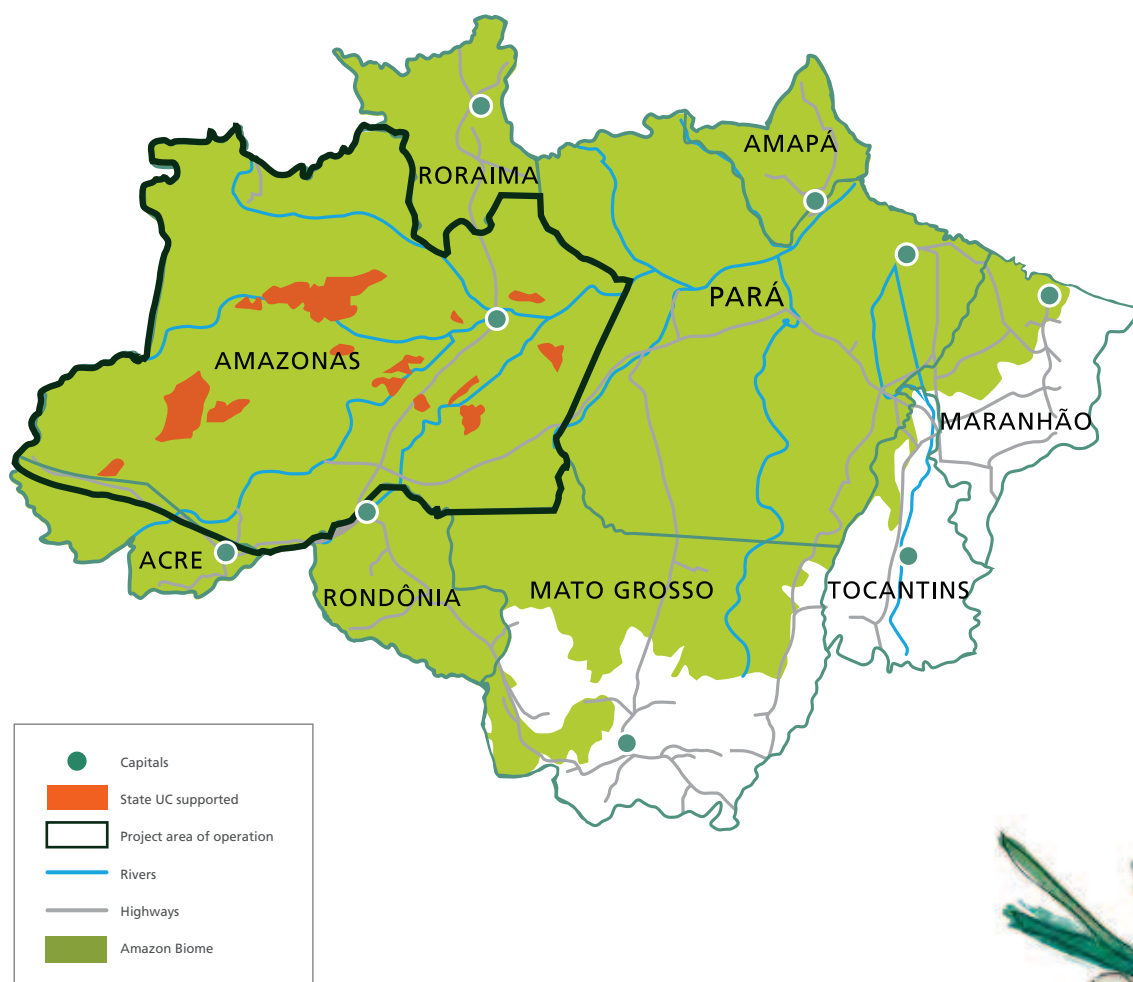 AMAPÁ
RORAIMA
PARÁ
AMAZONAS
MARANHÃO
ACRE
RONDÔNIA
MATO GROSSO
TOCANTINS
Capitals
State UC supported
Project area of operation
Rivers
Highways
Amazon Biome